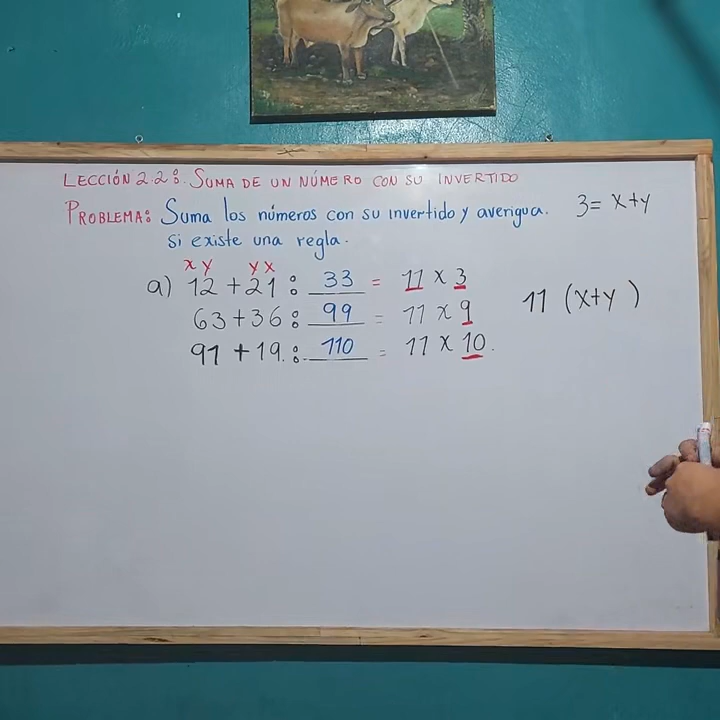 LECCIÓN 2.2: SUMA DE UN NÚMERO CON SU INVERTIDO
PROBLEMA: Suma los números con su invertido y averigua. 3 = x+y
si existe una regla.
x y y x
a) 12 + 21 : 33 = 11 x 3
63 + 36 : 99 = 11 x 9 11 (x+y )
91 + 19. : 110 = 11 x 10.